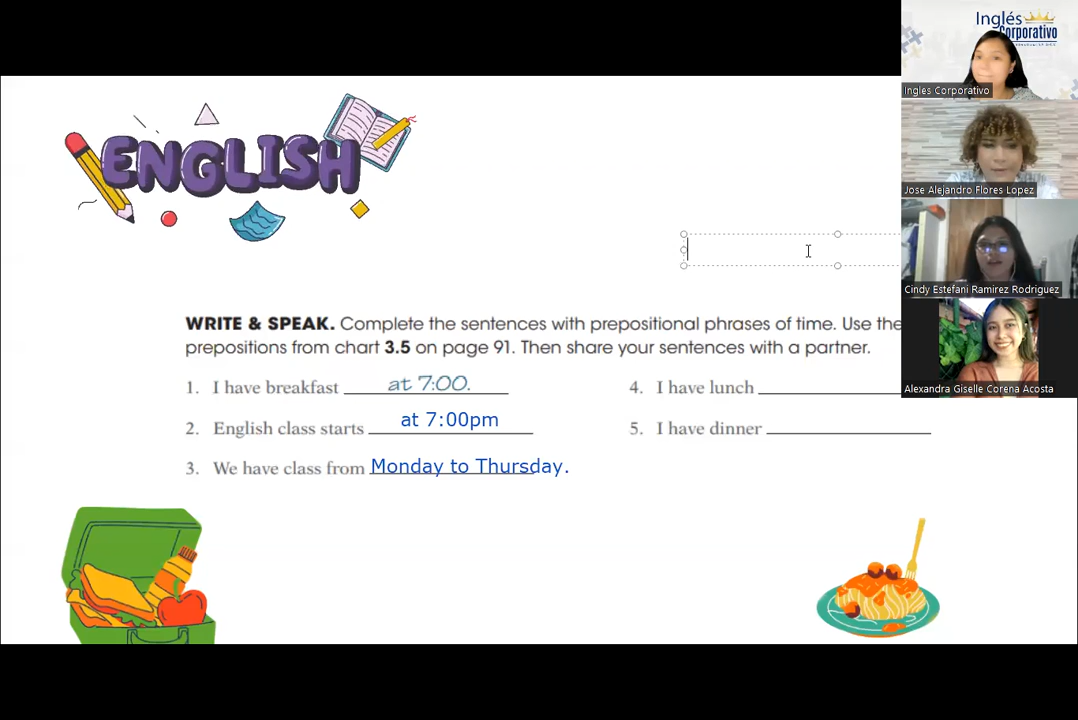 Inglés
Corporativo
Ingles Corporativo
ENGLISH
Jose Alejandro Flores Lopez
Cindy Estefani Ramirez Rodriguez
WRITE & SPEAK. Complete the sentences with prepositional phrases of time. Use the
prepositions from chart 3.5 on page 91. Then share your sentences with a partner.
Alexandra Giselle Corena Acosta
1. I have breakfast at 7:00.
2. English class starts at 7:00pm
3. We have class from Monday to Thursday.
4. I have lunch
5. I have dinner